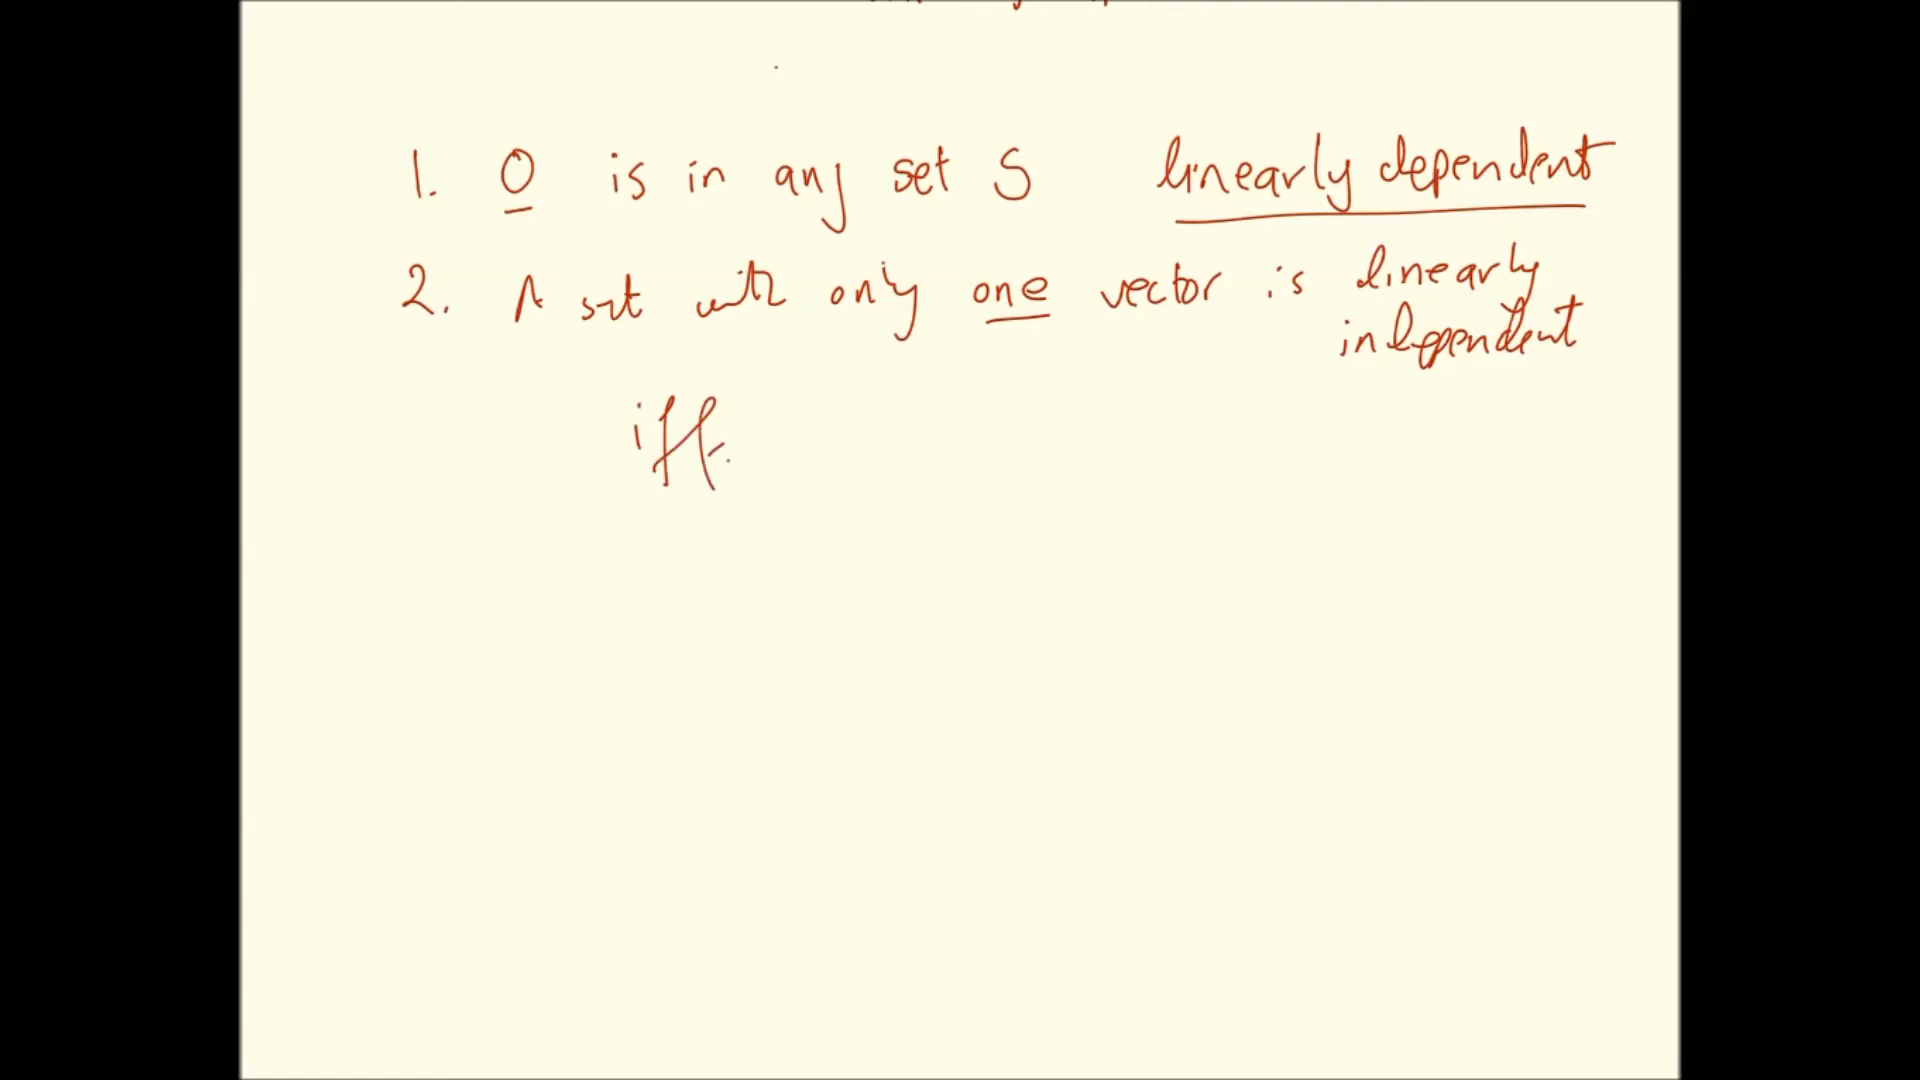 1. 0 is in any set S linearly dependent
2. A set with only one vector is linearly
independent
iff.